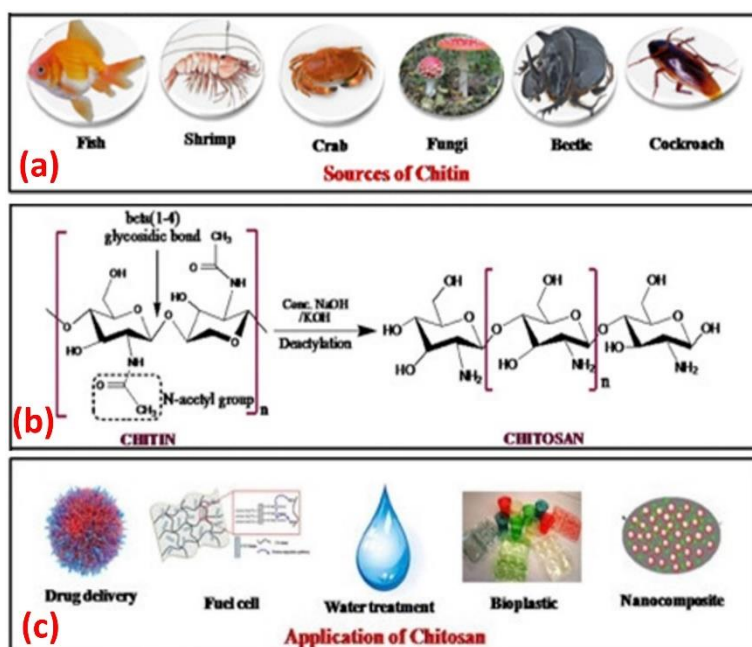 Fish
Shrimp
Crab
Fungi
Beetle
Cockroach
(a)
Sources of Chitin
beta(1-4)
glycosidic bond
CH3
O
NH
OH
O
HO
O
O
HO
O
NH
O
CH3
N-acetyl group
n
Conc. NaOH
/KOH
Deactylation
OH
HO
O
HO
NH2
O
OH
O
HO
NH2
n
O
OH
O
OH
HO
NH2
(b)
CHITIN
CHITOSAN
Drug delivery
Fuel cell
Water treatment
Bioplastic
Nanocomposite
(c)
Application of Chitosan